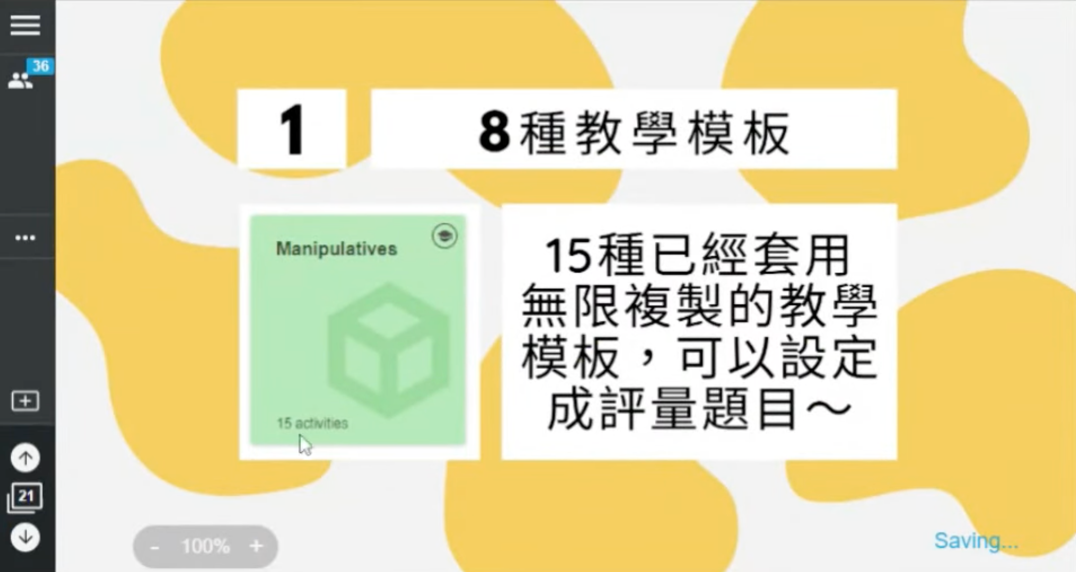 36
1
8種教學模板
Manipulatives
15 activities
15種已經套用
無限複製的教學
模板，可以設定
成評量題目～
21
- 100% +
Saving...